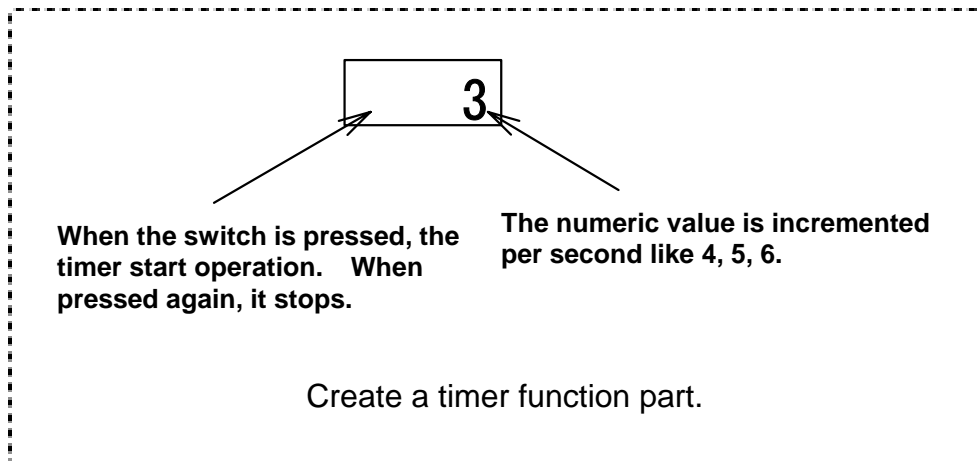 3
When the switch is pressed, the
timer start operation. When
pressed again, it stops.
The numeric value is incremented
per second like 4, 5, 6.
Create a timer function part.